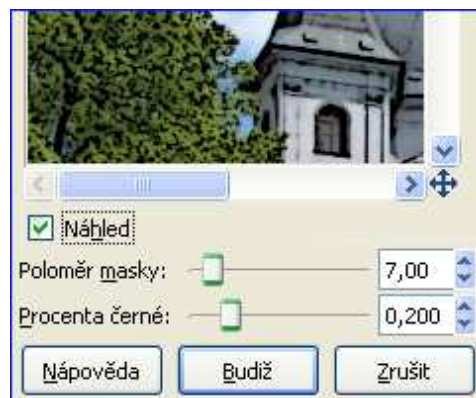 Náhled
Poloměr masky: 7,00
Procenta černé: 0,200
Nápověda Budiž Zrušit